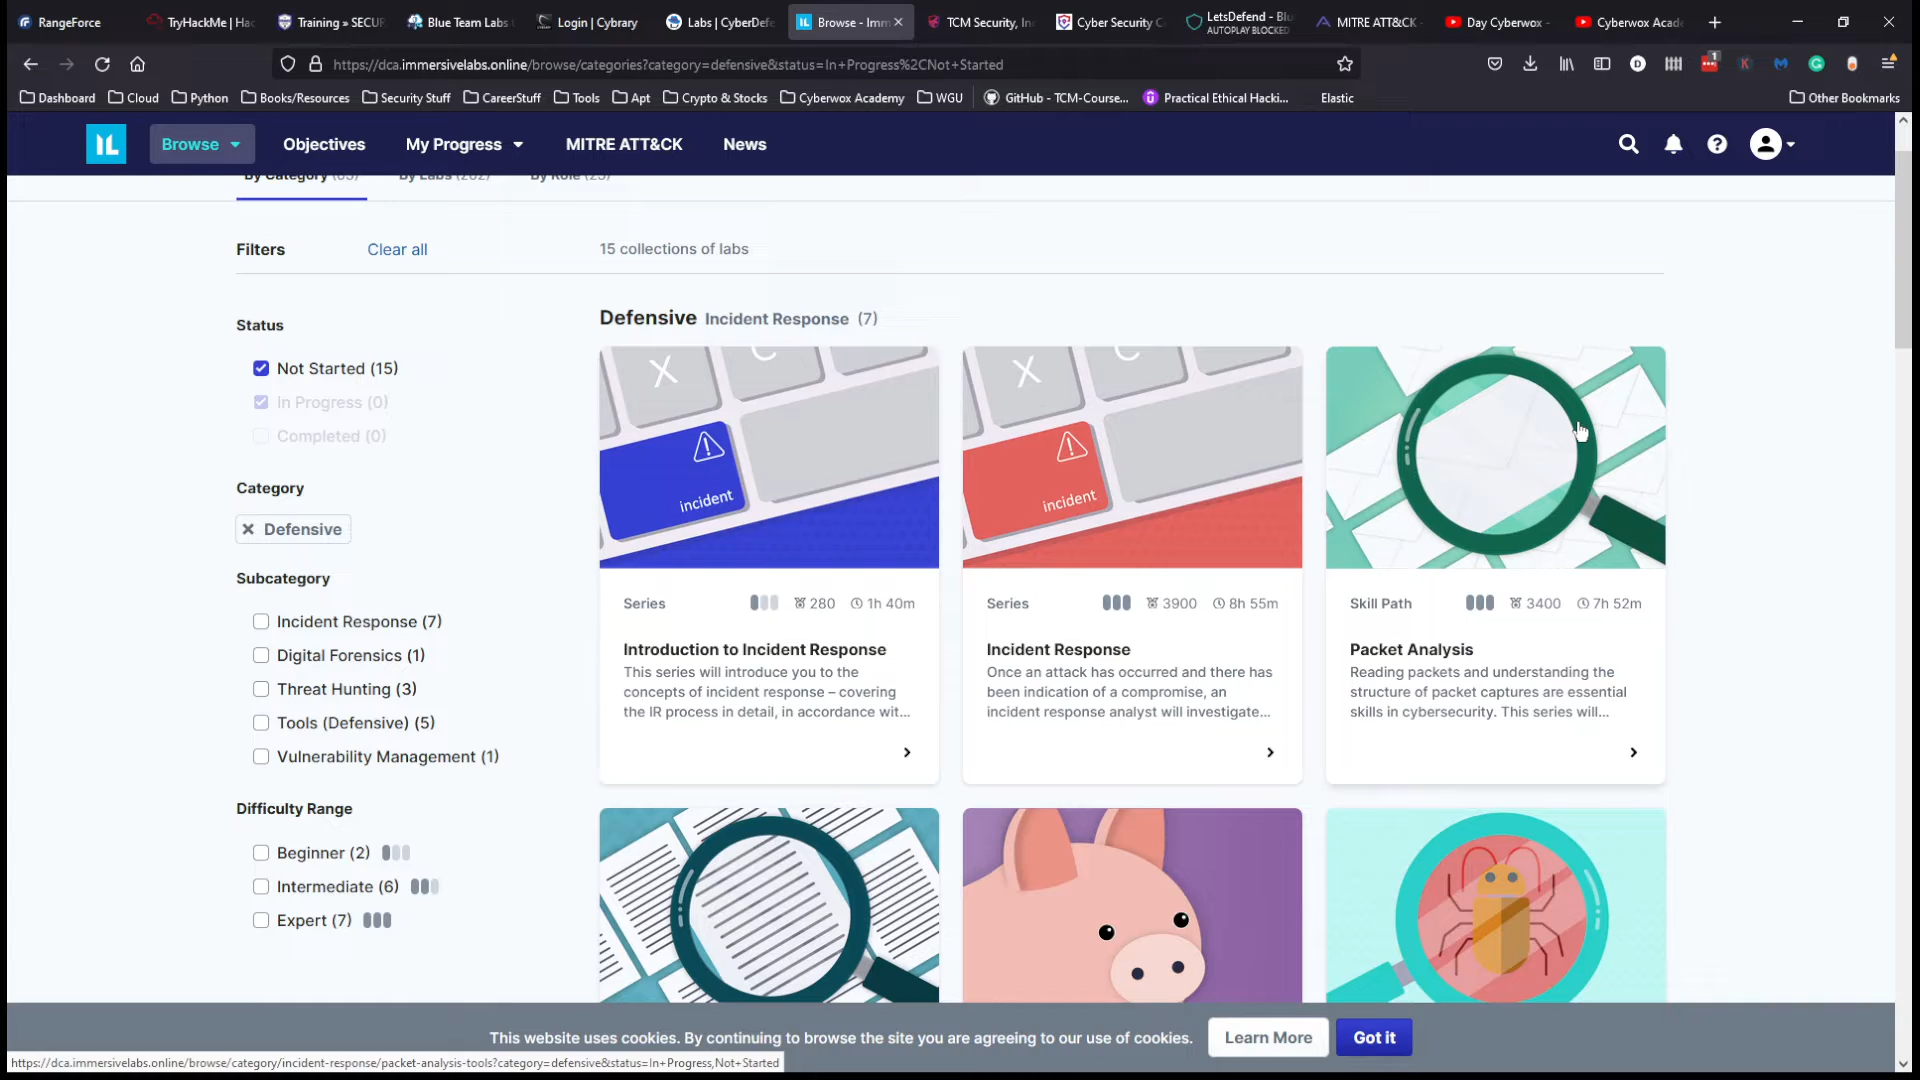 RangeForce
TryHackMe | Hac
Training » SECUR
Blue Team Labs
Login | Cybrary
Labs | CyberDefe
Browse - Imm
TCM Security, In
Cyber Security C
LetsDefend - Blu
AUTOPLAY BLOCKED
MITRE ATT&CK
Day Cyberwox -
Cyberwox Acade
https://dca.immersivelabs.online/browse/categories?category=defensive&status=In+Progress%2CNot+Started
1
Dashboard
Cloud
Python
Books/Resources
Security Stuff
CareerStuff
Tools
Apt
Crypto & Stocks
Cyberwox Academy
WGU
GitHub - TCM-Course...
Practical Ethical Hacki...
Elastic
Other Bookmarks
IL
Browse
Objectives
My Progress
MITRE ATT&CK
News
By Category
By Labs
By Role
Filters
Clear all
15 collections of labs
Status
Not Started (15)
In Progress (0)
Completed (0)
Category
Defensive
Subcategory
Incident Response (7)
Digital Forensics (1)
Threat Hunting (3)
Tools (Defensive) (5)
Vulnerability Management (1)
Difficulty Range
Beginner (2)
Intermediate (6)
Expert (7)
Defensive Incident Response (7)
X C
incident
Series 280 1h 40m
Introduction to Incident Response
This series will introduce you to the
concepts of incident response – covering
the IR process in detail, in accordance wit...
X C
incident
Series 3900 8h 55m
Incident Response
Once an attack has occurred and there has
been indication of a compromise, an
incident response analyst will investigate...
Skill Path 3400 7h 52m
Packet Analysis
Reading packets and understanding the
structure of packet captures are essential
skills in cybersecurity. This series will...
This website uses cookies. By continuing to browse the site you are agreeing to our use of cookies.
Learn More
Got it
https://dca.immersivelabs.online/browse/category/incident-response/packet-analysis-tools?category=defensive&status=In+Progress,Not+Started